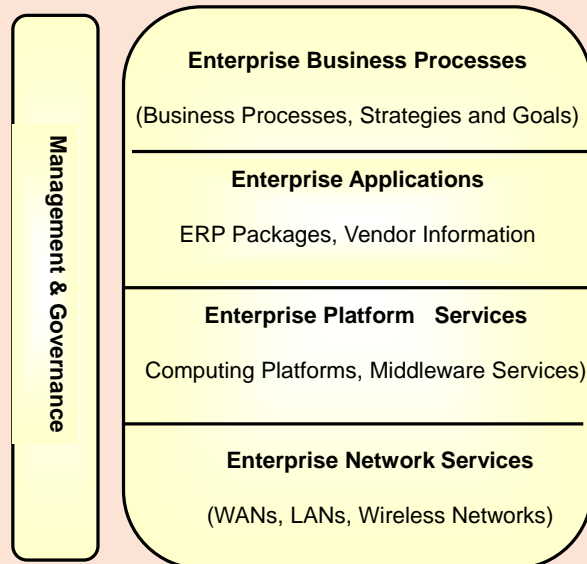 Management & Governance
Enterprise Business Processes
(Business Processes, Strategies and Goals)
Enterprise Applications
ERP Packages, Vendor Information
Enterprise Platform Services
Computing Platforms, Middleware Services)
Enterprise Network Services
(WANs, LANs, Wireless Networks)